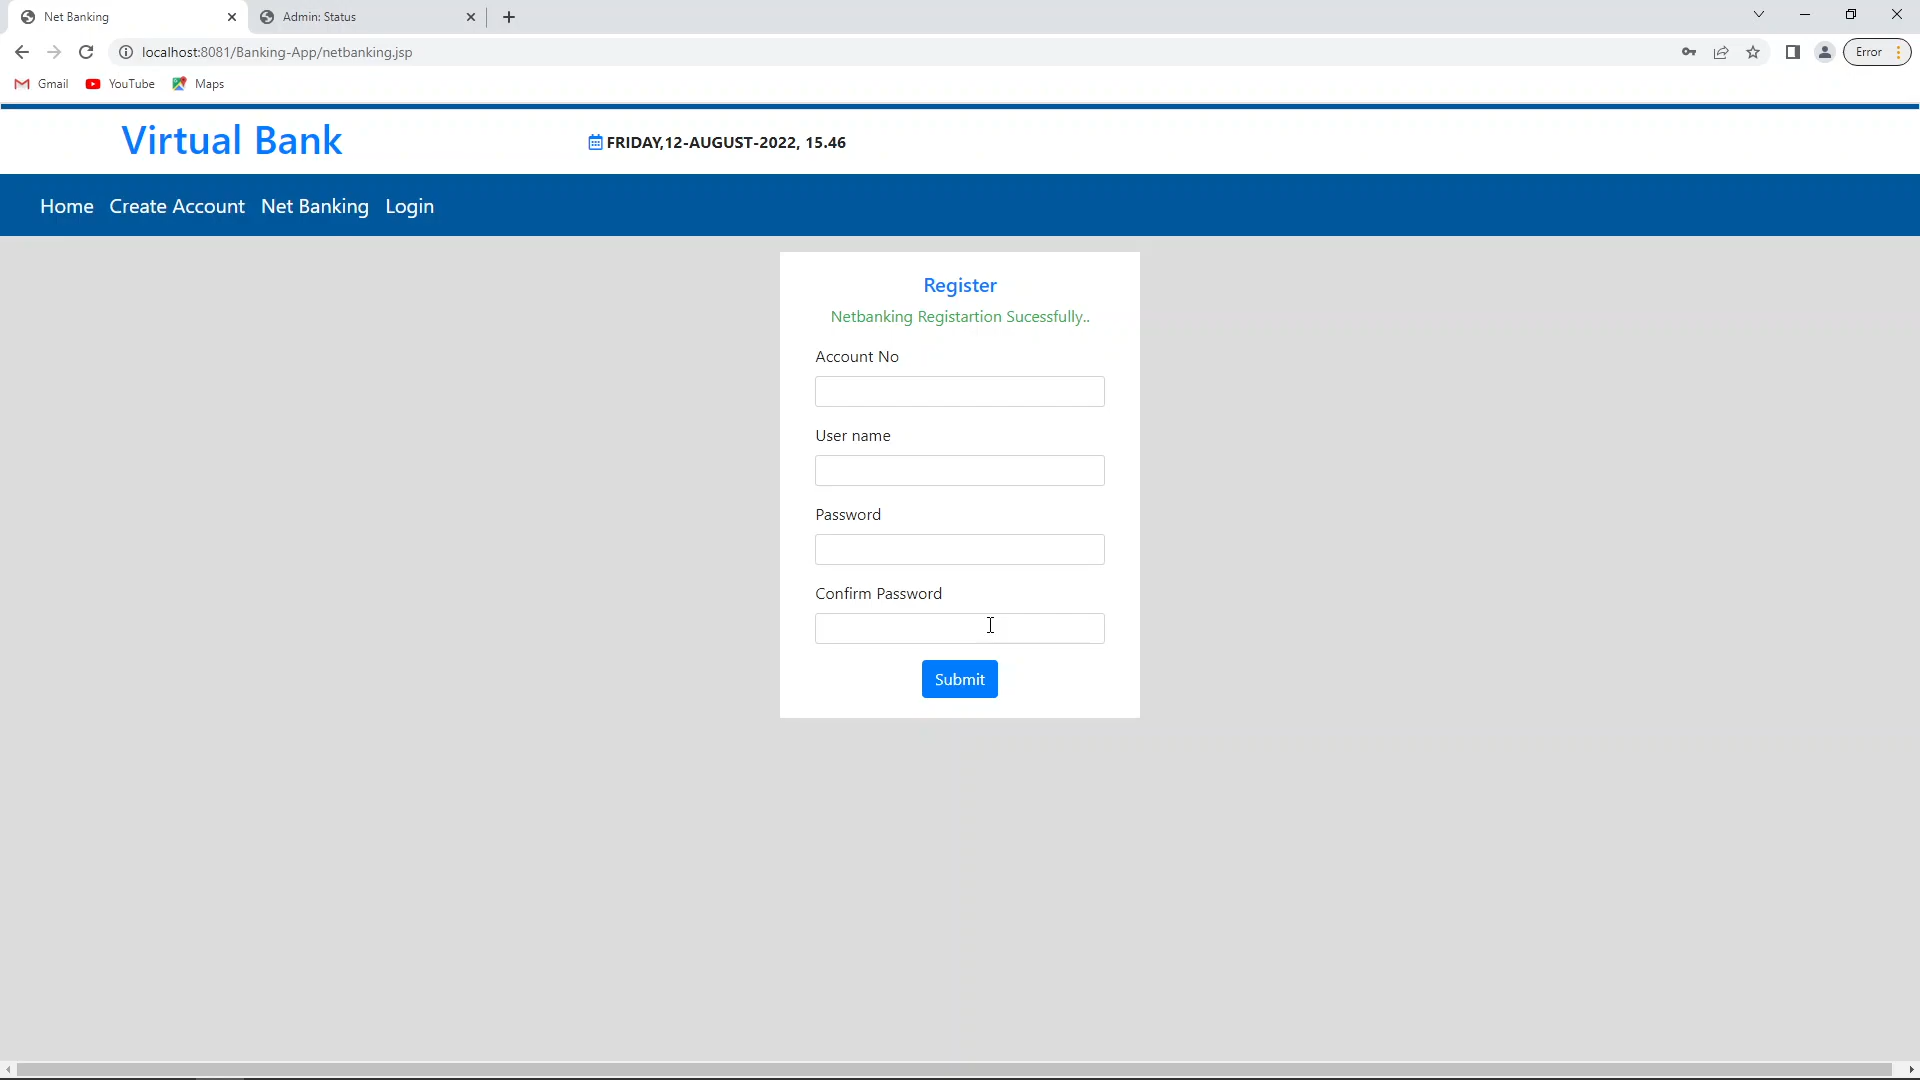 Net Banking
Admin: Status
localhost:8081/Banking-App/netbanking.jsp
Error
Gmail YouTube Maps
Virtual Bank
FRIDAY,12-AUGUST-2022, 15.46
Home Create Account Net Banking Login
Register
Netbanking Registartion Sucessfully..
Account No
User name
Password
Confirm Password
Submit